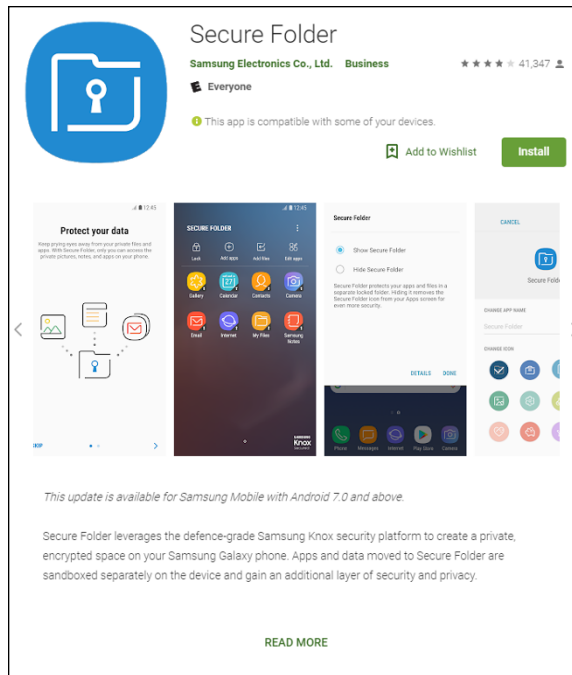 Secure Folder
Samsung Electronics Co., Ltd. Business 41,347
Everyone
This app is compatible with some of your devices.
Add to Wishlist Install
12:45
Protect your data
Keep prying eyes away from your private files and
apps. With Secure Folder, only you can access the
private pictures, notes, and apps on your phone.
KIP
12:45
SECURE FOLDER
Lock Add apps Add files Edit apps
27
Gallery Calendar Contacts Camera
Email Internet My Files Samsung
Notes
SAMSUNG
Knox
Secure Folder
Show Secure Folder
Hide Secure Folder
Secure Folder protects your apps and files in a
separate locked folder. Hiding it removes the
Secure Folder icon from your Apps screen for
even more security.
DETAILS DONE
Phone Messages Internet Play Store Camera
CANCEL
Secure Folde
CHANGE APP NAME
Secure Folder
CHANGE ICON
This update is available for Samsung Mobile with Android 7.0 and above.
Secure Folder leverages the defence-grade Samsung Knox security platform to create a private,
encrypted space on your Samsung Galaxy phone. Apps and data moved to Secure Folder are
sandboxed separately on the device and gain an additional layer of security and privacy.
READ MORE